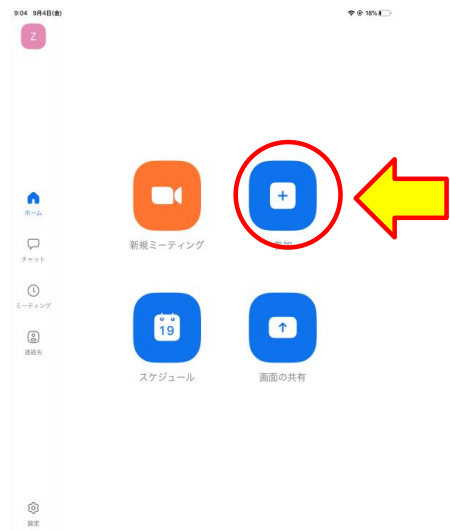 9:04 9月4日(金)
18%
Z
ホーム
チャット
ミーティング
連絡先
新規ミーティング
参加
19
スケジュール
画面の共有
設定